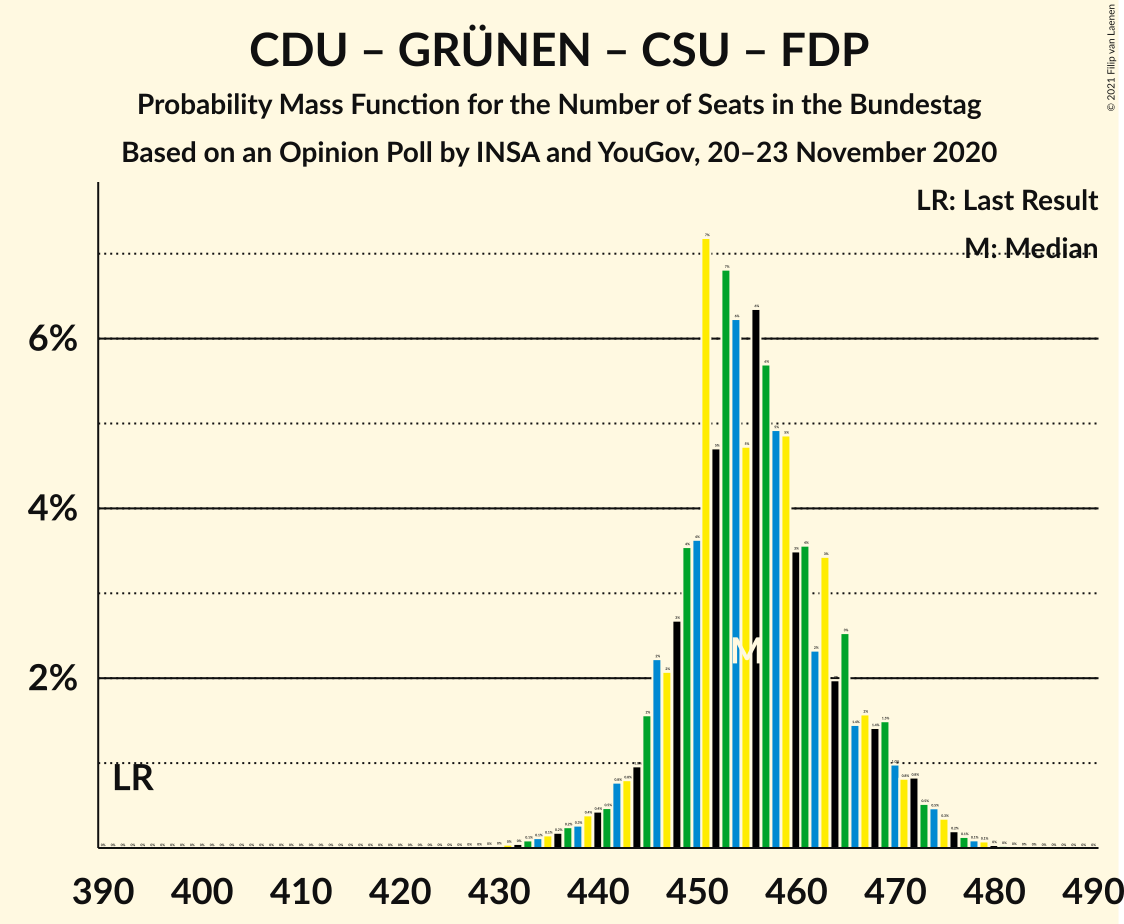 CDU – GRÜNEN – CSU – FDP
Probability Mass Function for the Number of Seats in the Bundestag
Based on an Opinion Poll by INSA and YouGov, 20–23 November 2020
© 2021 Filip van Laenen
LR: Last Result
M: Median
6%
4%
2%
LR
M
390 400 410 420 430 440 450 460 470 480 490